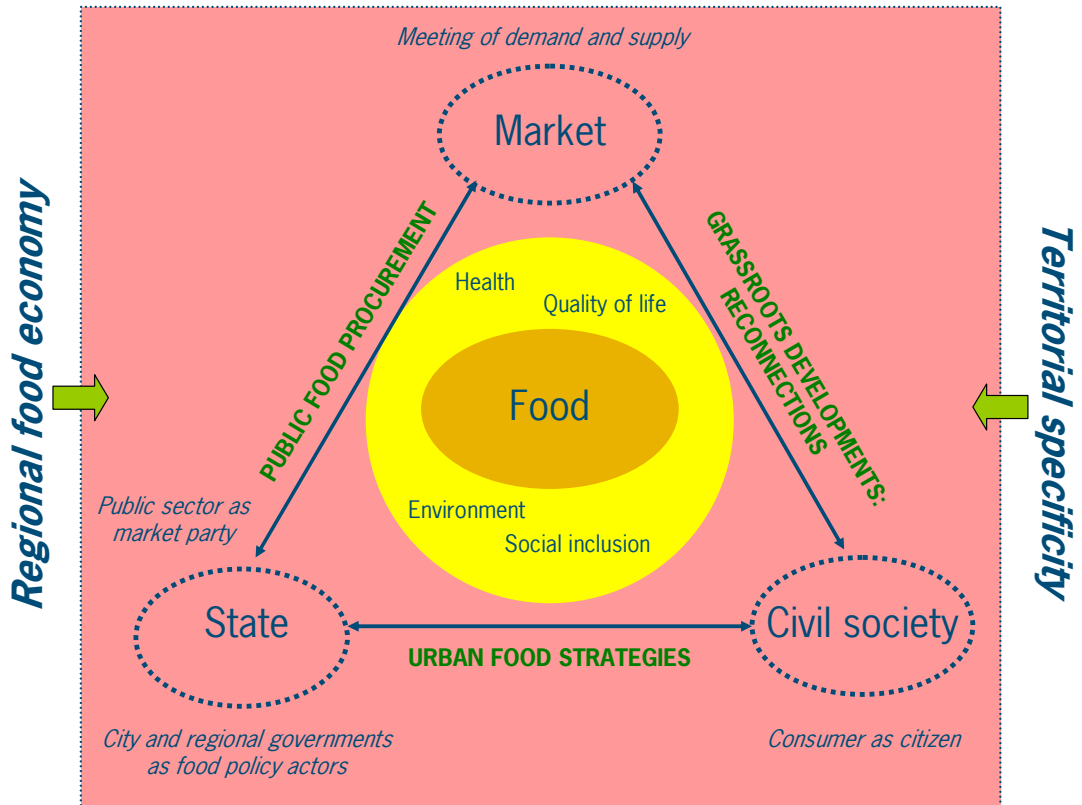 Meeting of demand and supply
Market
Regional food economy
Territorial specificity
PUBLIC FOOD PROCUREMENT
GRASSROOTS DEVELOPMENTS:
RECONNECTIONS
Health
Quality of life
Food
Environment
Social inclusion
Public sector as
market party
State
Civil society
URBAN FOOD STRATEGIES
City and regional governments
as food policy actors
Consumer as citizen